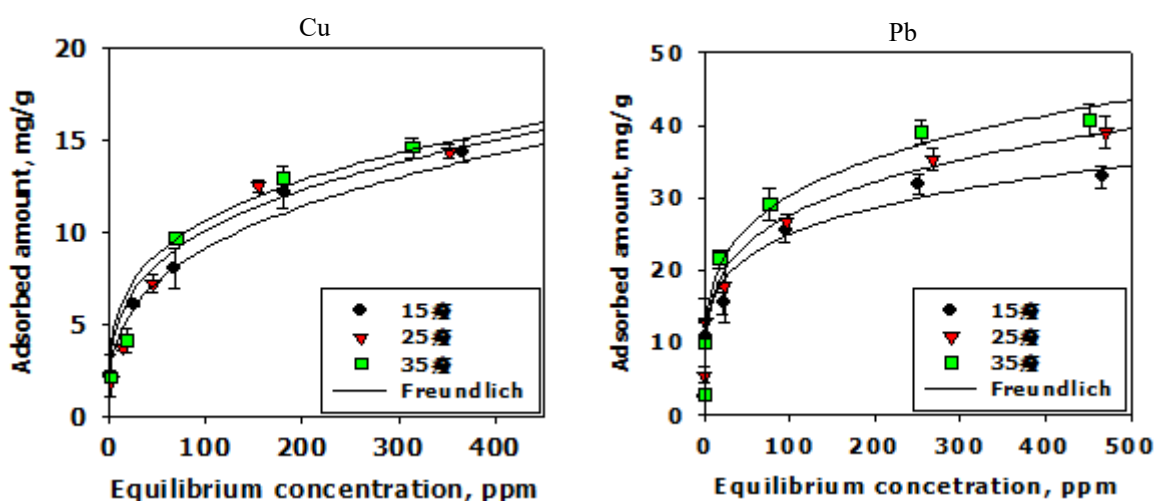 Cu
Adsorbed amount, mg/g
20
15
10
5
0
15
25
35
Freundlich
0 100 200 300 400
Equilibrium concentration, ppm
Pb
Adsorbed amount, mg/g
50
40
30
20
10
0
15
25
35
Freundlich
0 100 200 300 400 500
Equilibrium concetration, ppm